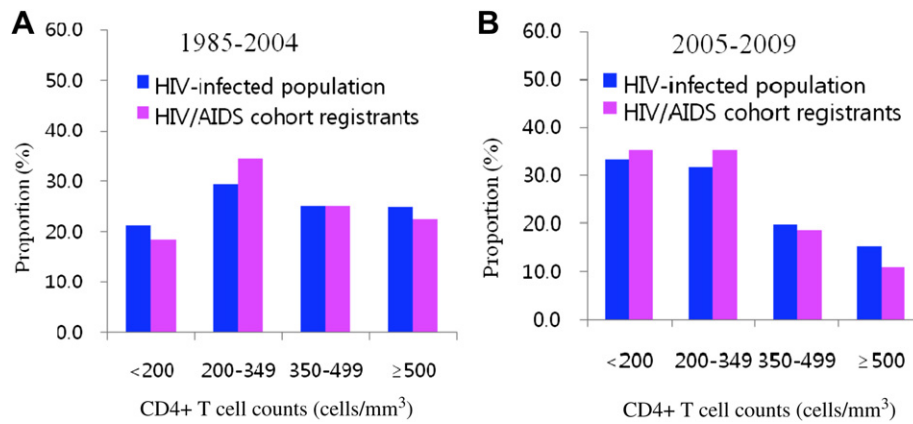 A
1985-2004
HIV-infected population
HIV/AIDS cohort registrants
Proportion (%)
60.0
50.0
40.0
30.0
20.0
10.0
0.0
<200 200-349 350-499 ≥500
CD4+ T cell counts (cells/mm³)
B
2005-2009
HIV-infected population
HIV/AIDS cohort registrants
Proportion (%)
60.0
50.0
40.0
30.0
20.0
10.0
0.0
<200 200-349 350-499 ≥500
CD4+ T cell counts (cells/mm³)